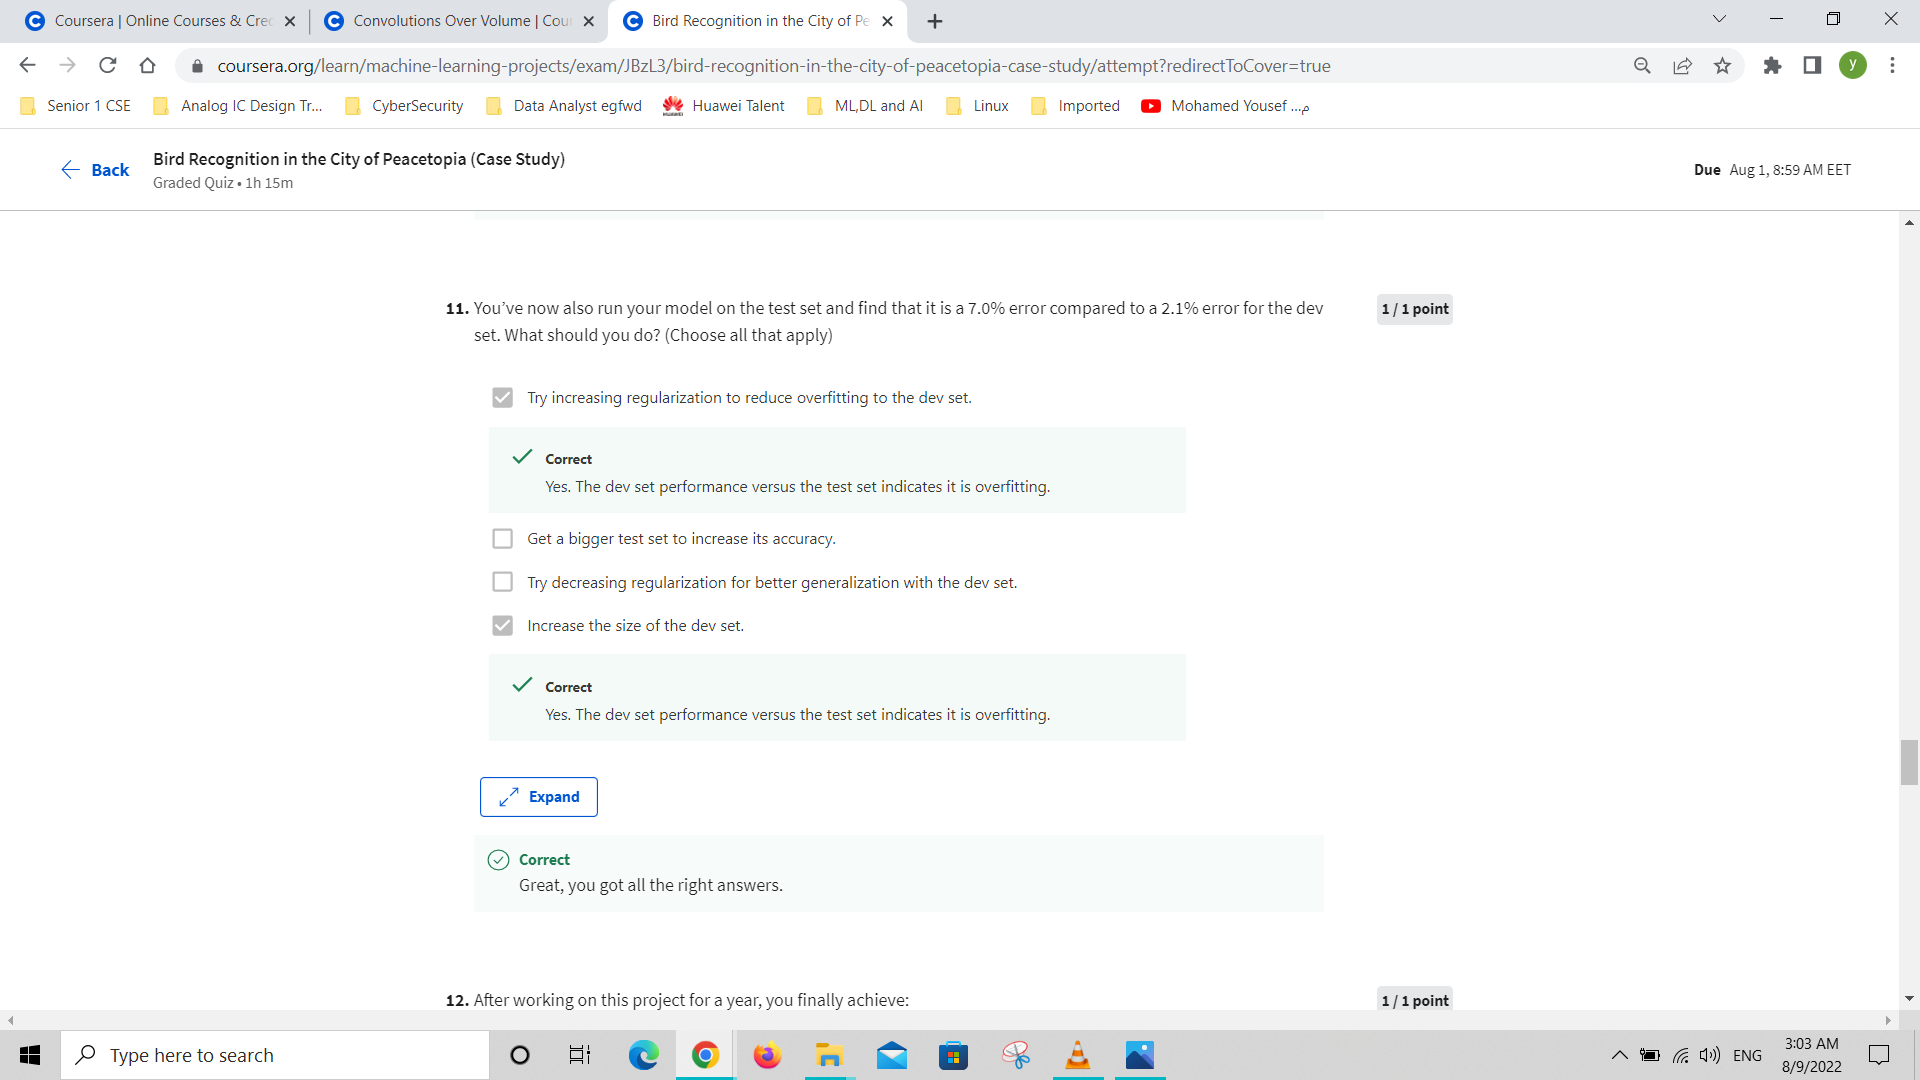 Coursera | Online Courses & Cre
Convolutions Over Volume | Cou
Bird Recognition in the City of Pe
coursera.org/learn/machine-learning-projects/exam/JBzL3/bird-recognition-in-the-city-of-peacetopia-case-study/attempt?redirectToCover=true
y
Senior 1 CSE
Analog IC Design Tr...
CyberSecurity
Data Analyst egfwd
Huawei Talent
ML,DL and AI
Linux
Imported
Mohamed Yousef ...م
Back
Bird Recognition in the City of Peacetopia (Case Study)
Graded Quiz • 1h 15m
Due Aug 1, 8:59 AM EET
11. You’ve now also run your model on the test set and find that it is a 7.0% error compared to a 2.1% error for the dev
set. What should you do? (Choose all that apply)
1 / 1 point
Try increasing regularization to reduce overfitting to the dev set.
Correct
Yes. The dev set performance versus the test set indicates it is overfitting.
Get a bigger test set to increase its accuracy.
Try decreasing regularization for better generalization with the dev set.
Increase the size of the dev set.
Correct
Yes. The dev set performance versus the test set indicates it is overfitting.
Expand
Correct
Great, you got all the right answers.
12. After working on this project for a year, you finally achieve:
1 / 1 point
Type here to search
ENG
3:03 AM
8/9/2022